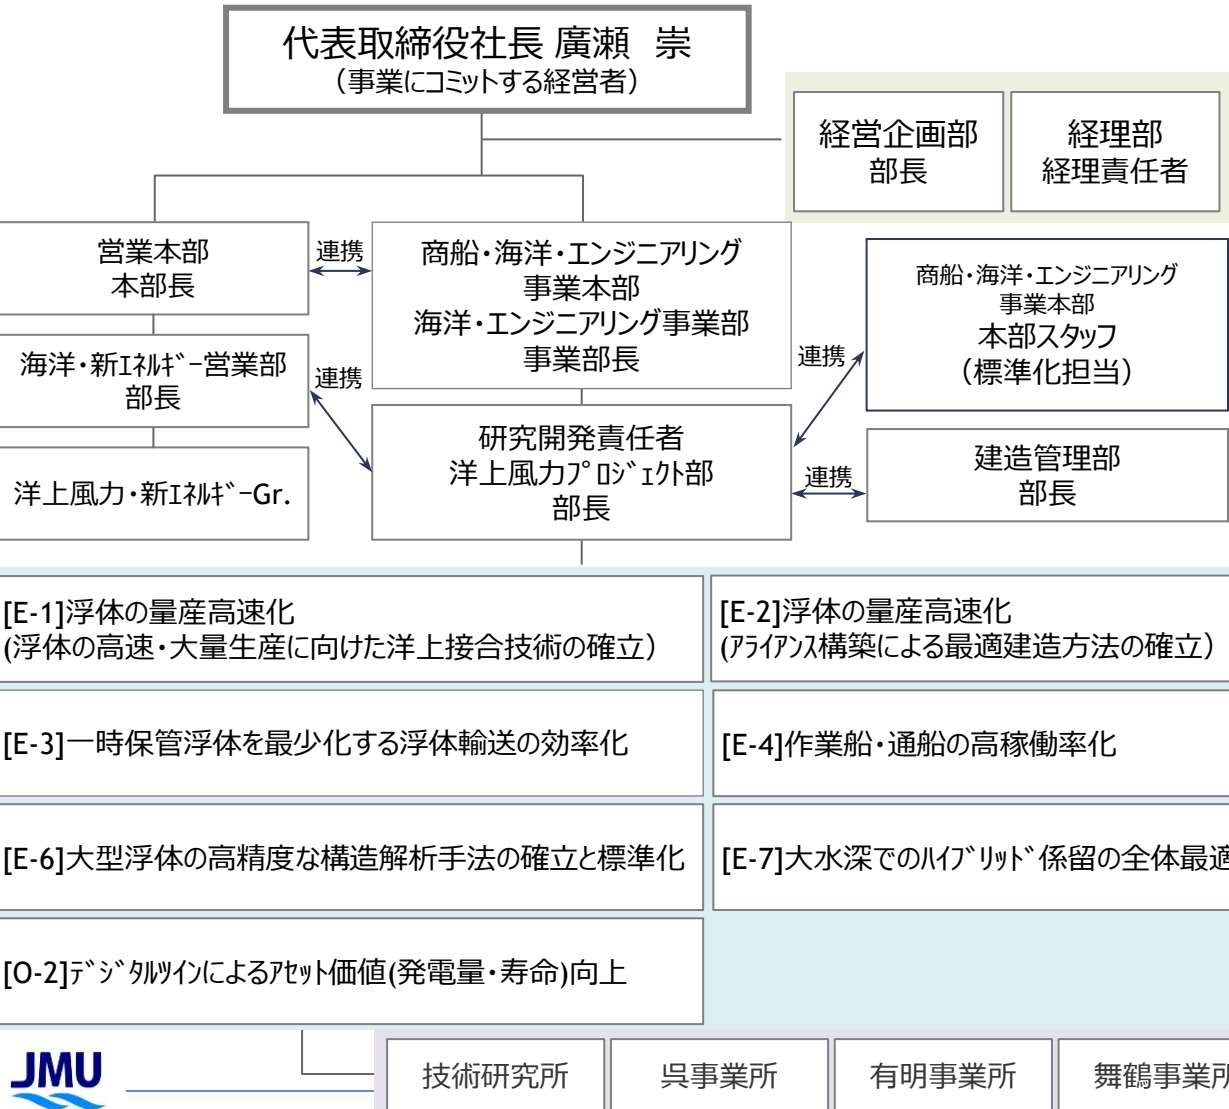 代表取締役社長 廣瀬　崇
（事業にコミットする経営者）
経営企画部
部長
経理部
経理責任者
営業本部
本部長
連携
商船・海洋・エンジニアリング
事業本部
海洋・エンジニアリング事業部
事業部長
商船・海洋・エンジニアリング
事業本部
本部スタッフ
（標準化担当）
連携
海洋・新ｴﾈﾙｷﾞｰ営業部
部長
連携
研究開発責任者
洋上風力ﾌﾟﾛｼﾞｪｸﾄ部
部長
連携
建造管理部
部長
洋上風力・新ｴﾈﾙｷﾞｰGr.
[E-1]浮体の量産高速化
(浮体の高速・大量生産に向けた洋上接合技術の確立）
[E-2]浮体の量産高速化
(ｱﾗｲｱﾝｽ構築による最適建造方法の確立）
[E-3]一時保管浮体を最少化する浮体輸送の効率化
[E-4]作業船・通船の高稼働率化
[E-6]大型浮体の高精度な構造解析手法の確立と標準化
[E-7]大水深でのﾊｲﾌﾞﾘｯﾄﾞ係留の全体最適
[O-2]ﾃﾞｼﾞﾀﾙﾂｲﾝによるｱｾｯﾄ価値(発電量・寿命)向上
JMU
技術研究所
呉事業所
有明事業所
舞鶴事業所